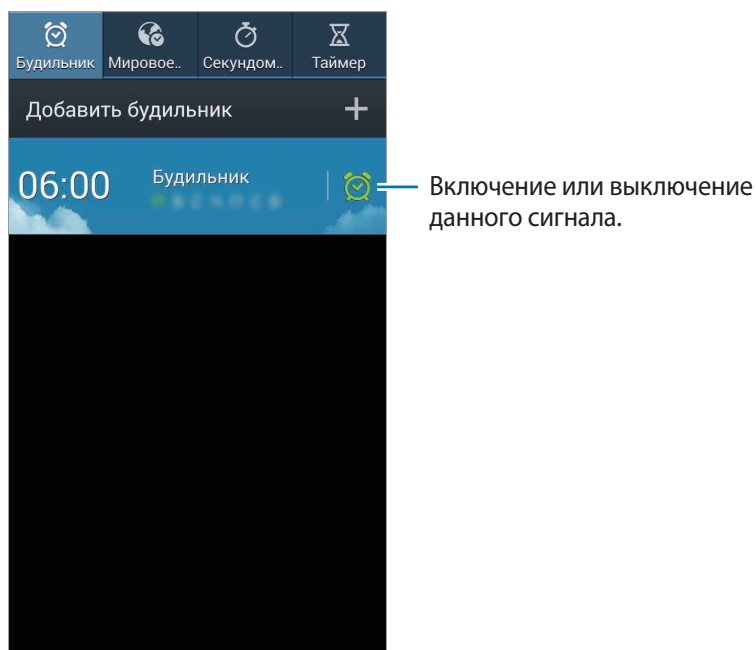 Будильник Мировое.. Секундом.. Таймер
Добавить будильник
06:00 Будильник
Включение или выключение
данного сигнала.